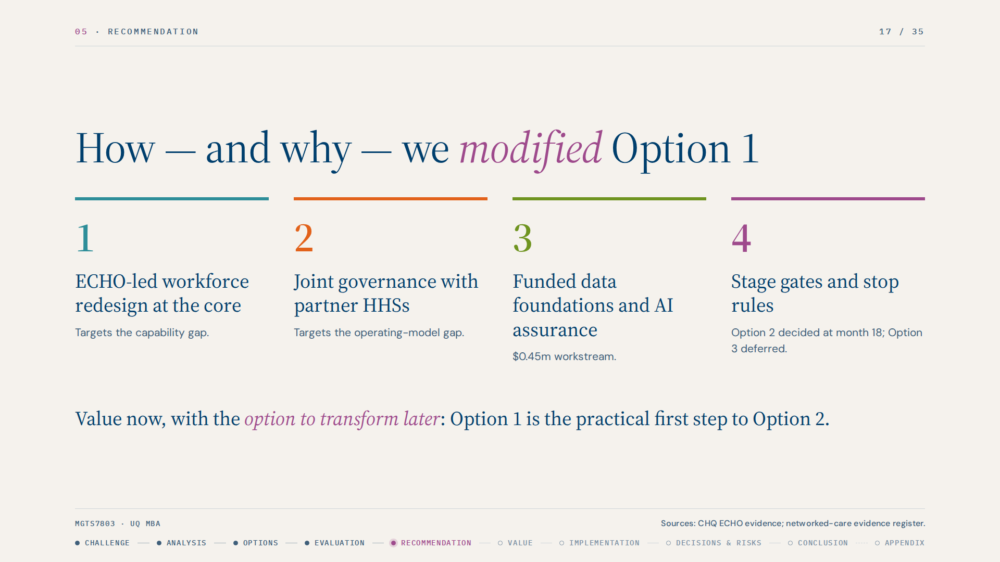 05 · RECOMMENDATION
17 / 35
How — and why — we modified Option 1
1
ECHO-led workforce
redesign at the core
Targets the capability gap.
2
Joint governance with
partner HHSs
Targets the operating-model gap.
3
Funded data
foundations and AI
assurance
$0.45m workstream.
4
Stage gates and stop
rules
Option 2 decided at month 18; Option
3 deferred.
Value now, with the option to transform later: Option 1 is the practical first step to Option 2.
MGTS7803 · UQ MBA
Sources: CHQ ECHO evidence; networked-care evidence register.
CHALLENGE ANALYSIS OPTIONS EVALUATION RECOMMENDATION VALUE IMPLEMENTATION DECISIONS & RISKS CONCLUSION APPENDIX